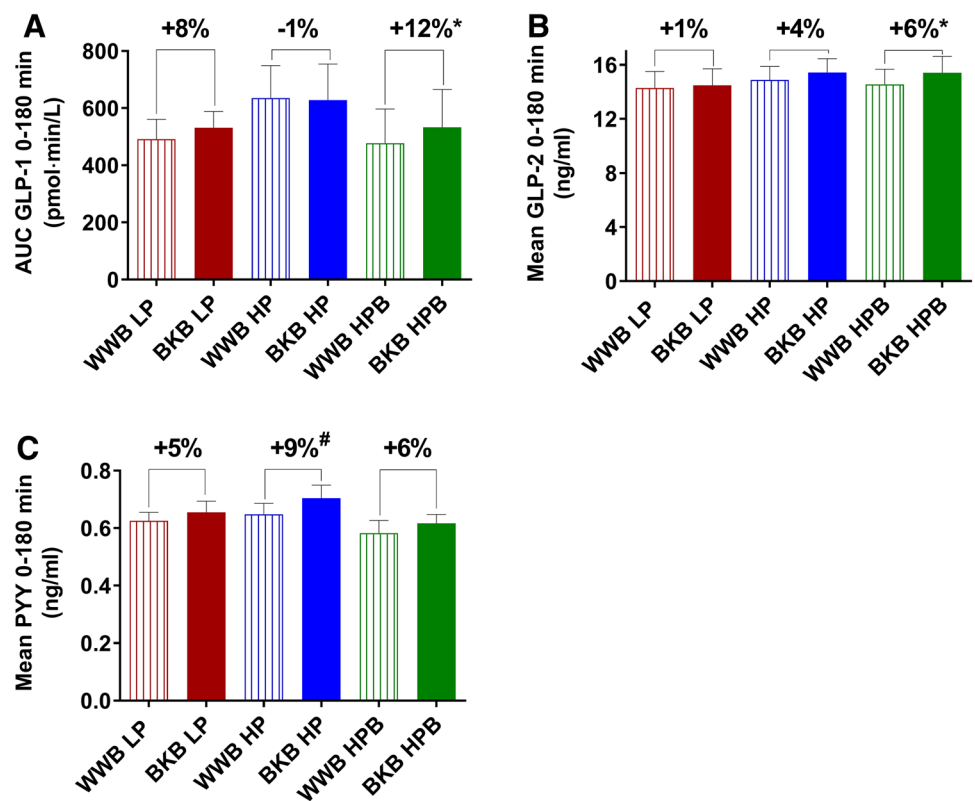 A
+8% -1% +12%*
AUC GLP-1 0-180 min
(pmol·min/L)
800
600
400
200
0
WWB LP
BKB LP
WWB HP
BKB HP
WWB HPB
BKB HPB
B
+1% +4% +6%*
Mean GLP-2 0-180 min
(ng/ml)
16
12
8
4
0
WWB LP
BKB LP
WWB HP
BKB HP
WWB HPB
BKB HPB
C
+5% +9%# +6%
Mean PYY 0-180 min
(ng/ml)
0.8
0.6
0.4
0.2
0.0
WWB LP
BKB LP
WWB HP
BKB HP
WWB HPB
BKB HPB